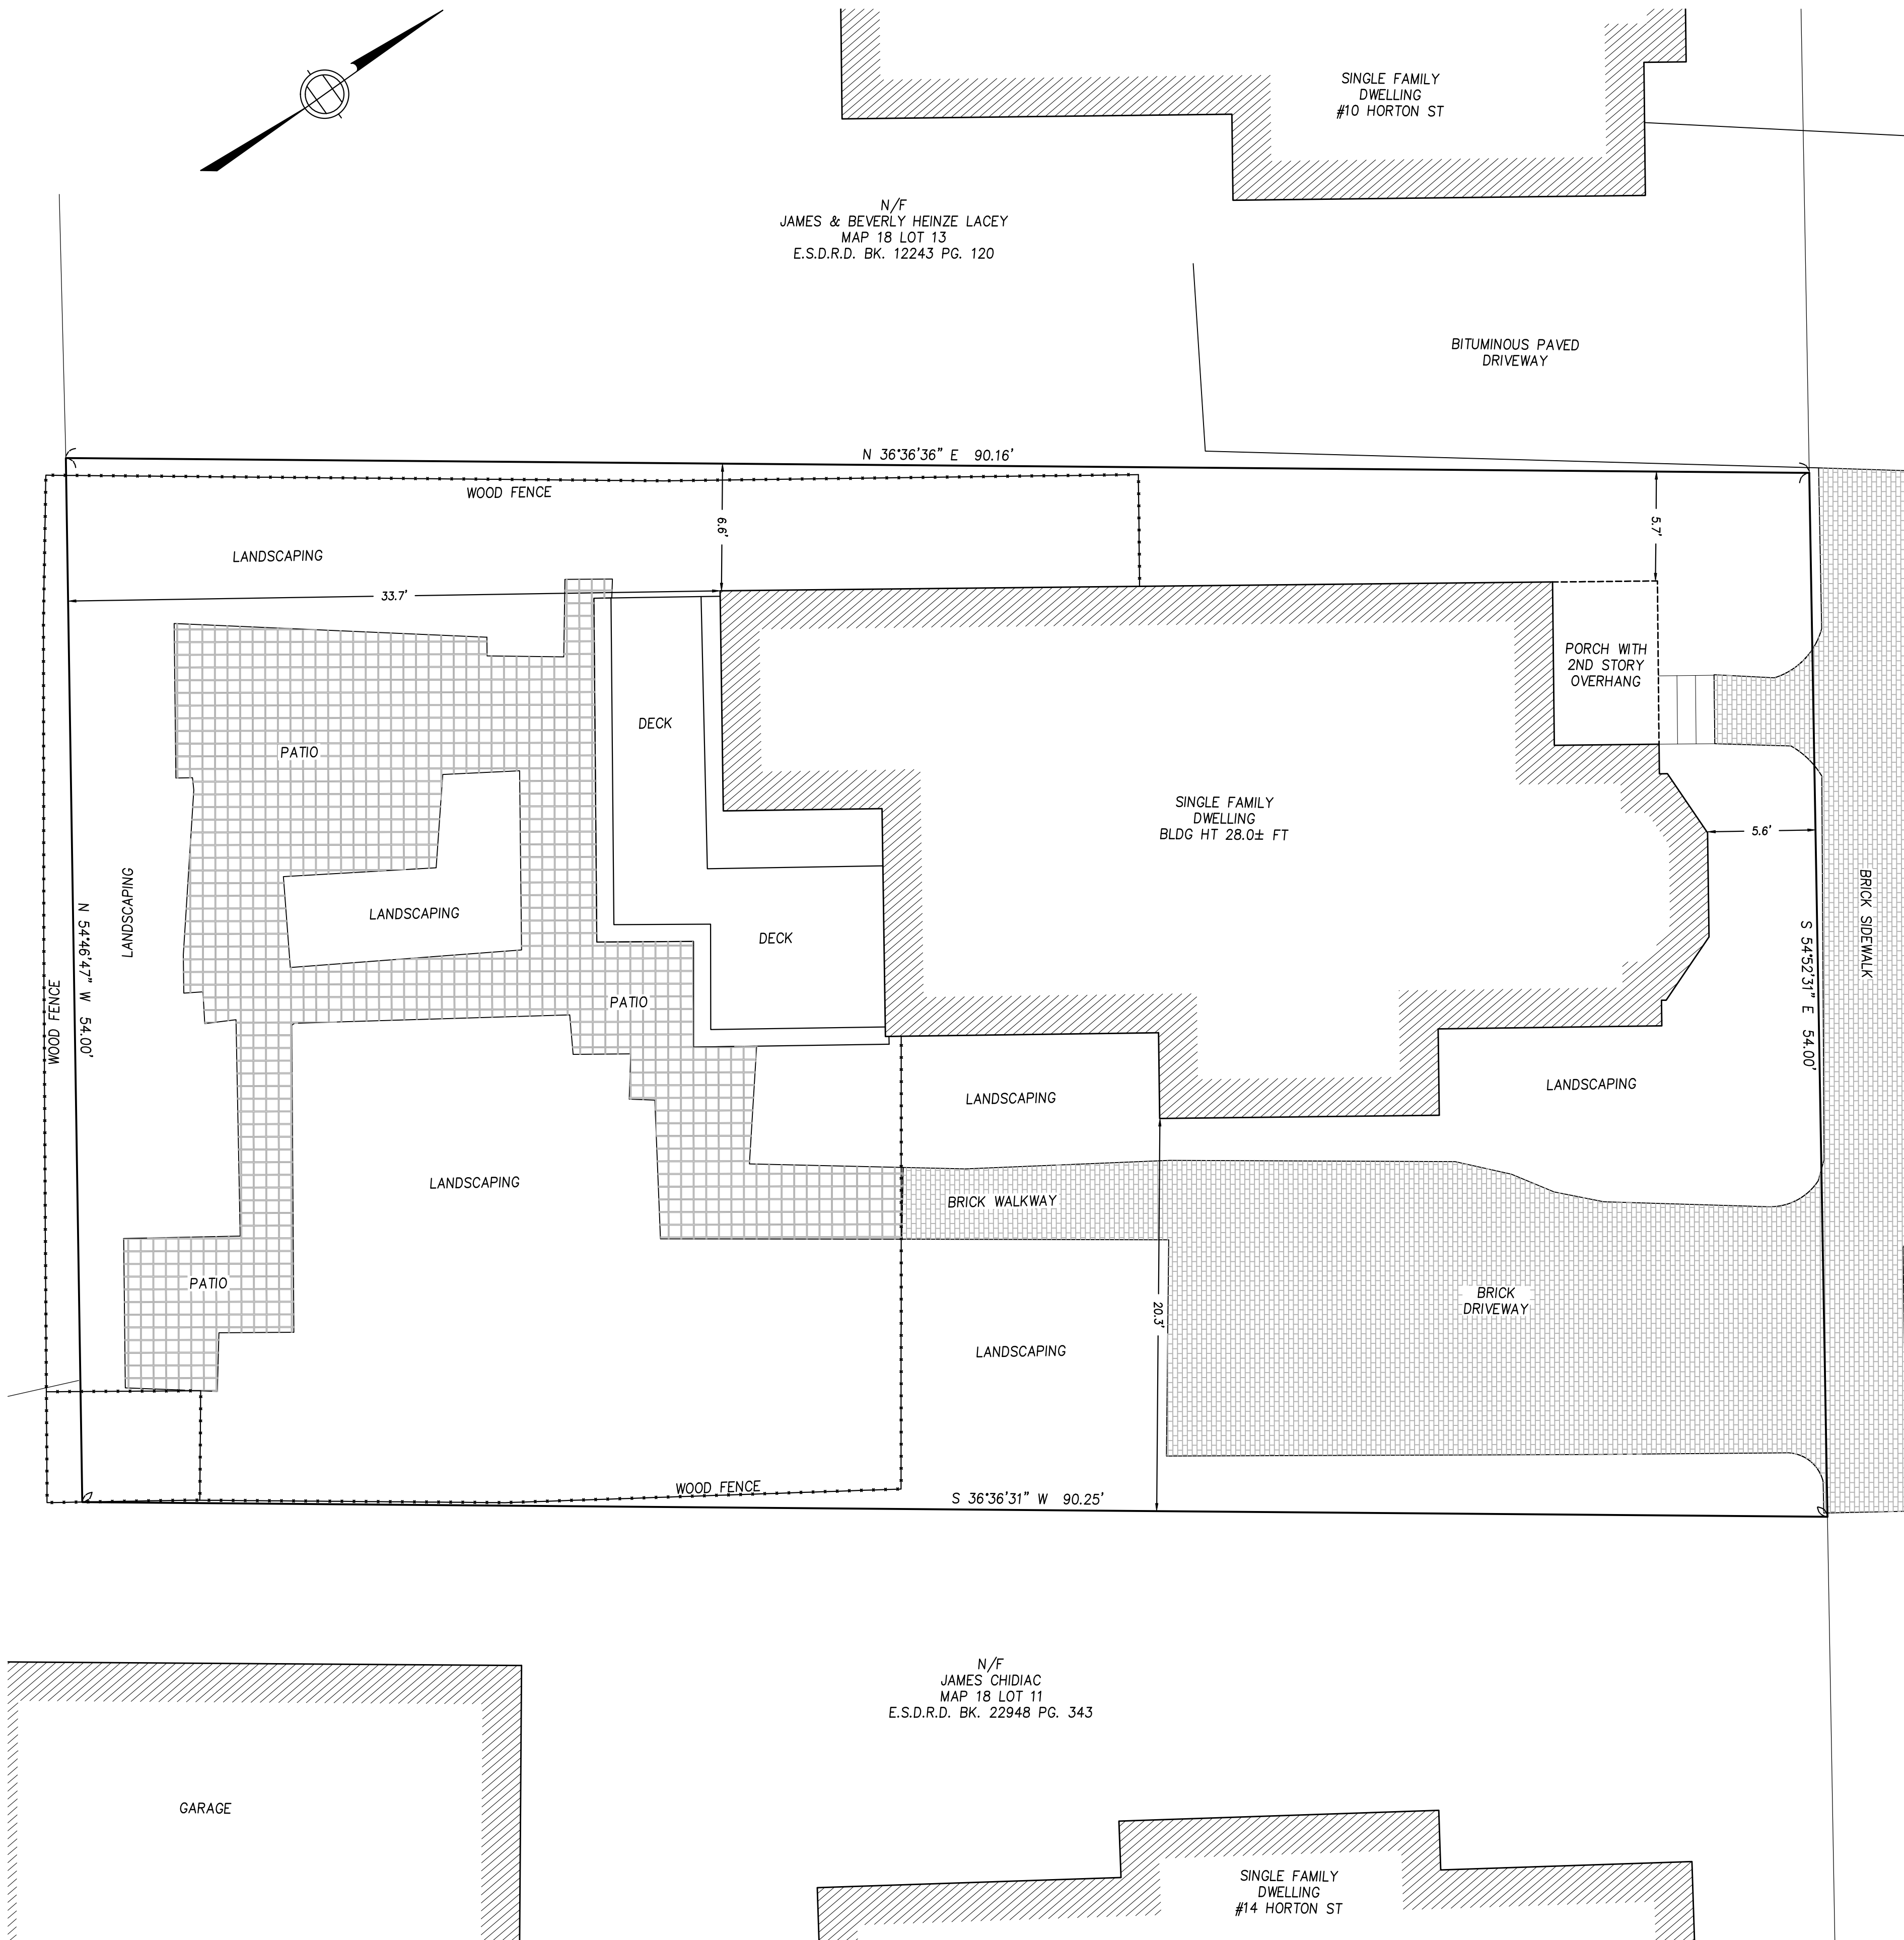 SINGLE FAMILY
DWELLING
#10 HORTON ST
N/F
JAMES & BEVERLY HEINZE LACEY
MAP 18 LOT 13
E.S.D.R.D. BK. 12243 PG. 120
BITUMINOUS PAVED
DRIVEWAY
N 36°36'36" E 90.16'
WOOD FENCE
6.6'
5.7'
LANDSCAPING
33.7'
PORCH WITH
2ND STORY
OVERHANG
DECK
PATIO
SINGLE FAMILY
DWELLING
BLDG HT 28.0± FT
5.6'
LANDSCAPING
LANDSCAPING
DECK
BRICK SIDEWALK
N 54°46'47" W 54.00'
S 54°52'31" E 54.00'
WOOD FENCE
PATIO
LANDSCAPING
LANDSCAPING
LANDSCAPING
BRICK WALKWAY
PATIO
BRICK
DRIVEWAY
20.3'
LANDSCAPING
WOOD FENCE
S 36°36'31" W 90.25'
N/F
JAMES CHIDIAC
MAP 18 LOT 11
E.S.D.R.D. BK. 22948 PG. 343
GARAGE
SINGLE FAMILY
DWELLING
#14 HORTON ST